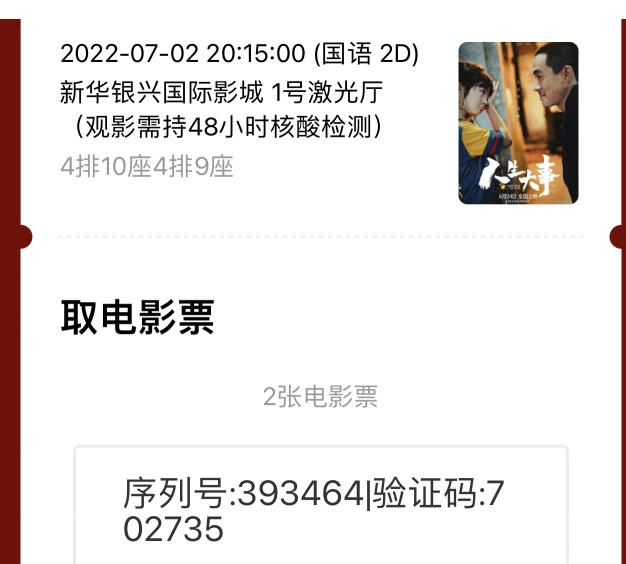 2022-07-02 20:15:00 (国语 2D)
新华银兴国际影城 1号激光厅
（观影需持48小时核酸检测）
4排10座4排9座
人生大事
6月24日 全国上映
取电影票
2张电影票
序列号:393464|验证码:7
02735